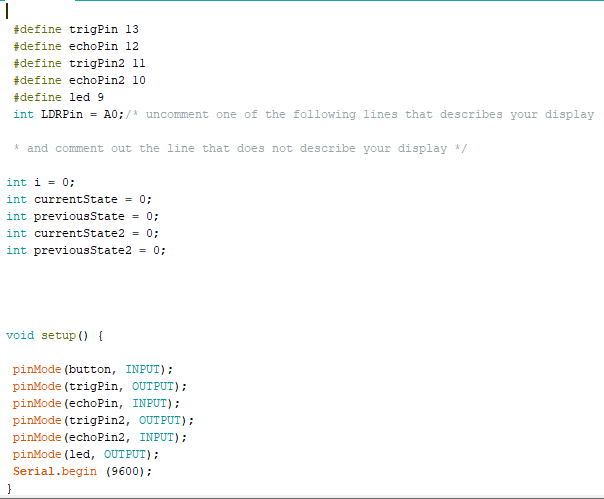 #define trigPin 13
#define echoPin 12
#define trigPin2 11
#define echoPin2 10
#define led 9
int LDRPin = A0;/* uncomment one of the following lines that describes your display
* and comment out the line that does not describe your display */
int i = 0;
int currentState = 0;
int previousState = 0;
int currentState2 = 0;
int previousState2 = 0;
void setup() {
pinMode(button, INPUT);
pinMode(trigPin, OUTPUT);
pinMode(echoPin, INPUT);
pinMode(trigPin2, OUTPUT);
pinMode(echoPin2, INPUT);
pinMode(led, OUTPUT);
Serial.begin (9600);
}